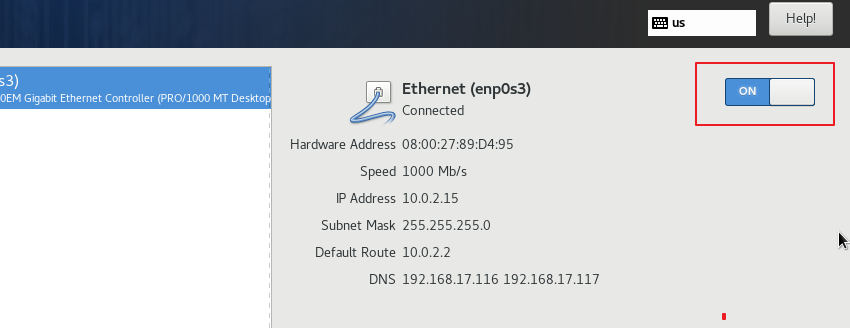 us
Help!
s3)
0EM Gigabit Ethernet Controller (PRO/1000 MT Desktop
Ethernet (enp0s3)
Connected
ON
Hardware Address 08:00:27:89:D4:95
Speed 1000 Mb/s
IP Address 10.0.2.15
Subnet Mask 255.255.255.0
Default Route 10.0.2.2
DNS 192.168.17.116 192.168.17.117